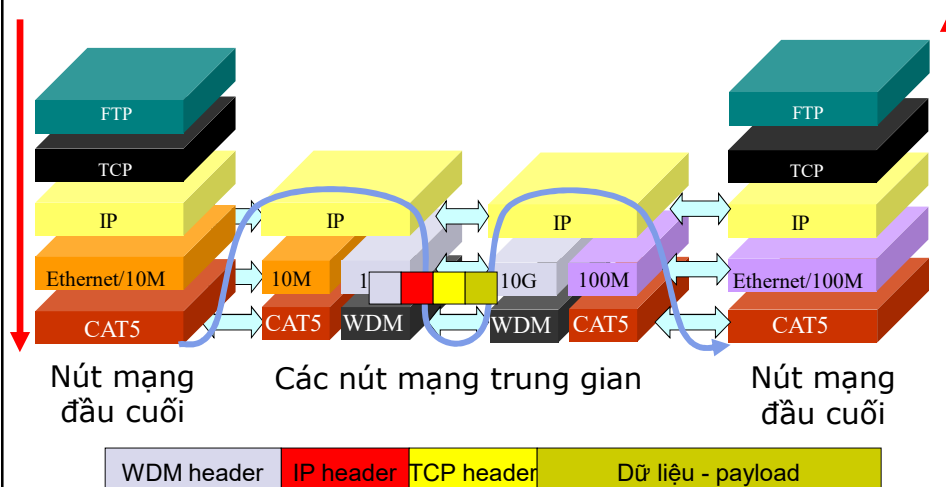 FTP
TCP
IP
Ethernet/10M
CAT5
IP
10M
1
CAT5
WDM
IP
10G
100M
WDM
CAT5
FTP
TCP
IP
Ethernet/100M
CAT5
Nút mạng
đầu cuối
Các nút mạng trung gian
Nút mạng
đầu cuối
WDM header
IP header
TCP header
Dữ liệu - payload